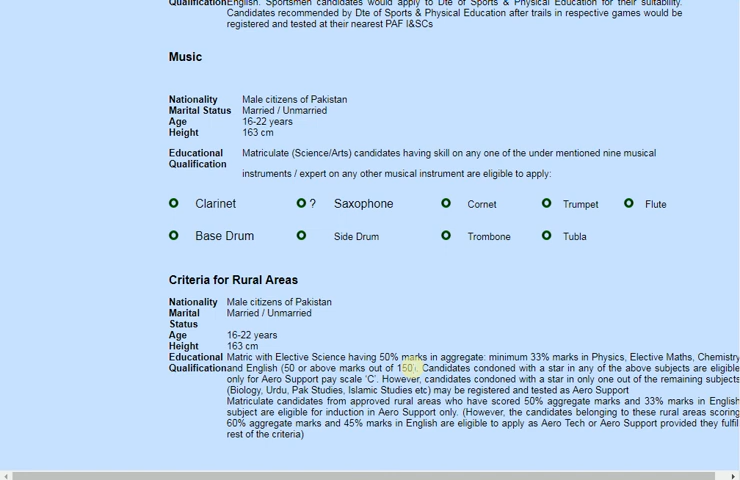 Qualification English. Sportsmen candidates would apply to Dte of Sports & Physical Education for their suitability.
Candidates recommended by Dte of Sports & Physical Education after trails in respective games would be
registered and tested at their nearest PAF I&SCs
Music
Nationality Male citizens of Pakistan
Marital Status Married / Unmarried
Age 16-22 years
Height 163 cm
Educational Matriculate (Science/Arts) candidates having skill on any one of the under mentioned nine musical
Qualification
instruments / expert on any other musical instrument are eligible to apply:
Clarinet ? Saxophone Cornet Trumpet Flute
Base Drum Side Drum Trombone Tubla
Criteria for Rural Areas
Nationality Male citizens of Pakistan
Marital Married / Unmarried
Status
Age 16-22 years
Height 163 cm
Educational Matric with Elective Science having 50% marks in aggregate: minimum 33% marks in Physics, Elective Maths, Chemistry
Qualification and English (50 or above marks out of 150). Candidates condoned with a star in any of the above subjects are eligible
only for Aero Support pay scale 'C'. However, candidates condoned with a star in only one out of the remaining subjects
(Biology, Urdu, Pak Studies, Islamic Studies etc) may be registered and tested as Aero Support
Matriculate candidates from approved rural areas who have scored 50% aggregate marks and 33% marks in English
subject are eligible for induction in Aero Support only. (However, the candidates belonging to these rural areas scoring
60% aggregate marks and 45% marks in English are eligible to apply as Aero Tech or Aero Support provided they fulfil
rest of the criteria)